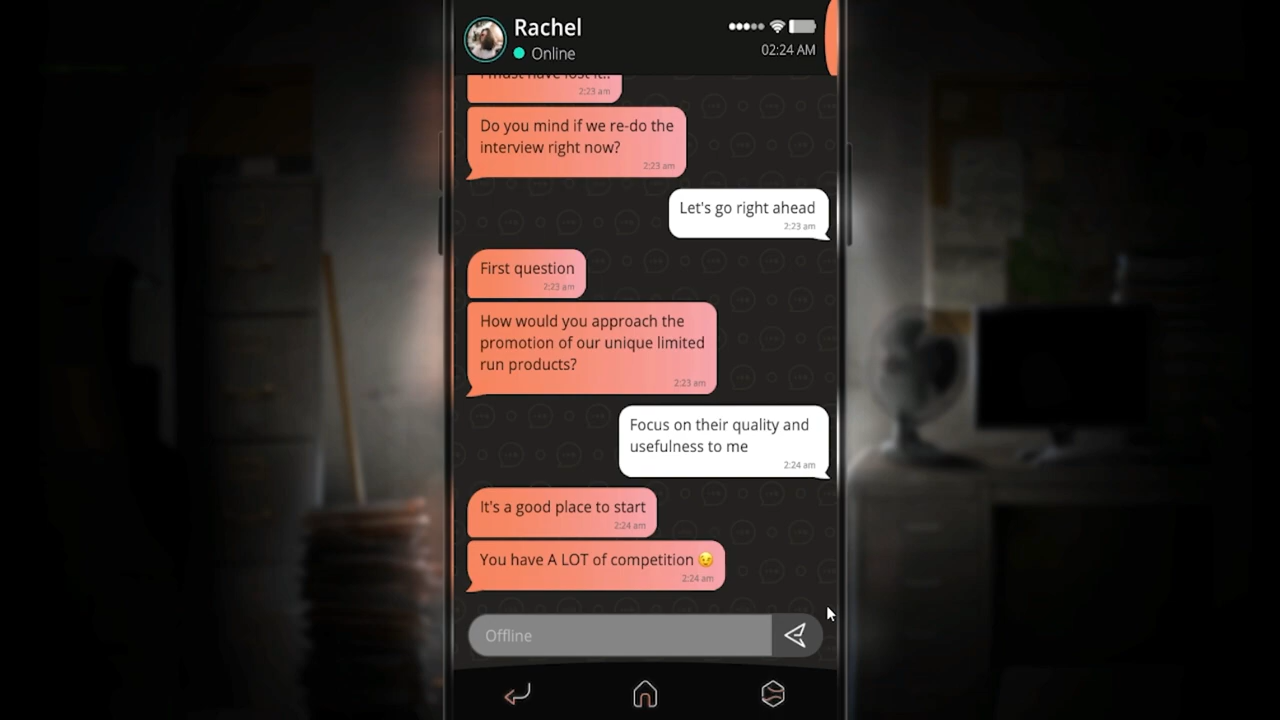 Rachel
Online
02:24 AM
I must have lost it..
2:23 am
Do you mind if we re-do the
interview right now?
2:23 am
Let's go right ahead
2:23 am
First question
2:23 am
How would you approach the
promotion of our unique limited
run products?
2:23 am
Focus on their quality and
usefulness to me
2:24 am
It's a good place to start
2:24 am
You have A LOT of competition 😉
2:24 am
Offline